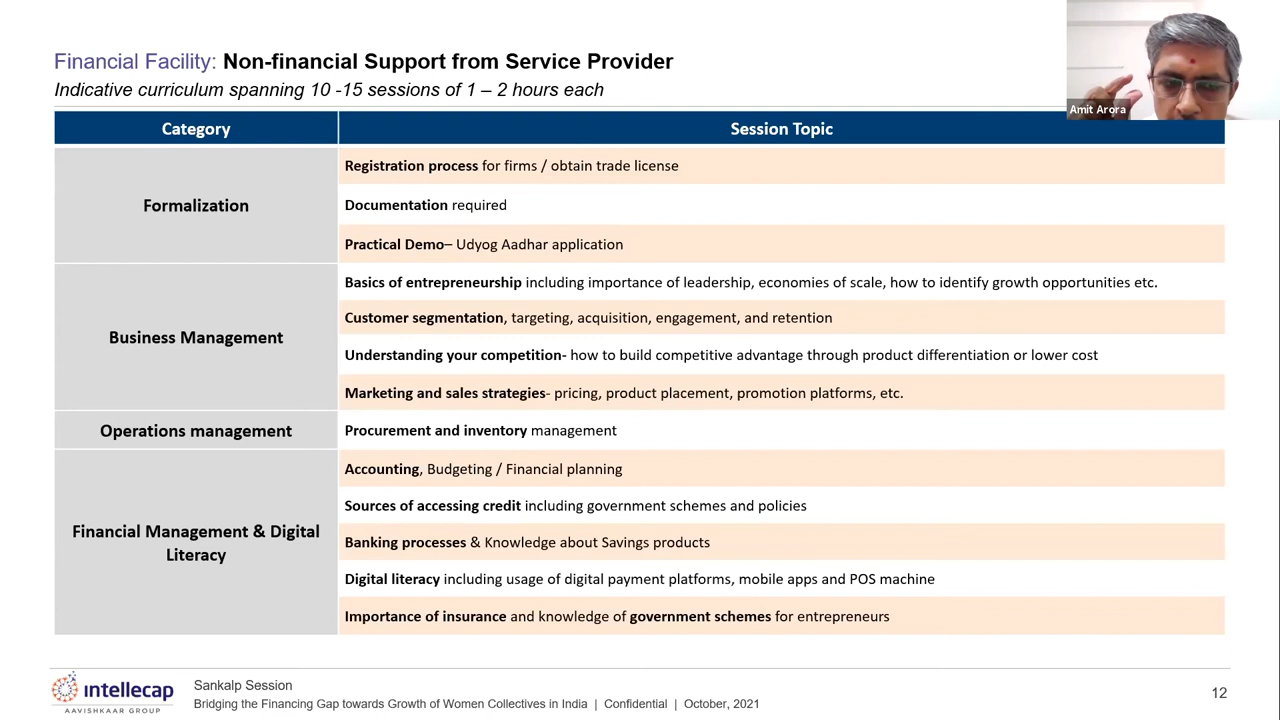 Financial Facility: Non-financial Support from Service Provider
Indicative curriculum spanning 10 -15 sessions of 1 – 2 hours each
Amit Arora
Category
Session Topic
Formalization
Registration process for firms / obtain trade license
Documentation required
Practical Demo– Udyog Aadhar application
Business Management
Basics of entrepreneurship including importance of leadership, economies of scale, how to identify growth opportunities etc.
Customer segmentation, targeting, acquisition, engagement, and retention
Understanding your competition- how to build competitive advantage through product differentiation or lower cost
Marketing and sales strategies- pricing, product placement, promotion platforms, etc.
Operations management
Procurement and inventory management
Financial Management & Digital
Literacy
Accounting, Budgeting / Financial planning
Sources of accessing credit including government schemes and policies
Banking processes & Knowledge about Savings products
Digital literacy including usage of digital payment platforms, mobile apps and POS machine
Importance of insurance and knowledge of government schemes for entrepreneurs
intellecap
AAVISHKAAR GROUP
Sankalp Session
Bridging the Financing Gap towards Growth of Women Collectives in India | Confidential | October, 2021
12